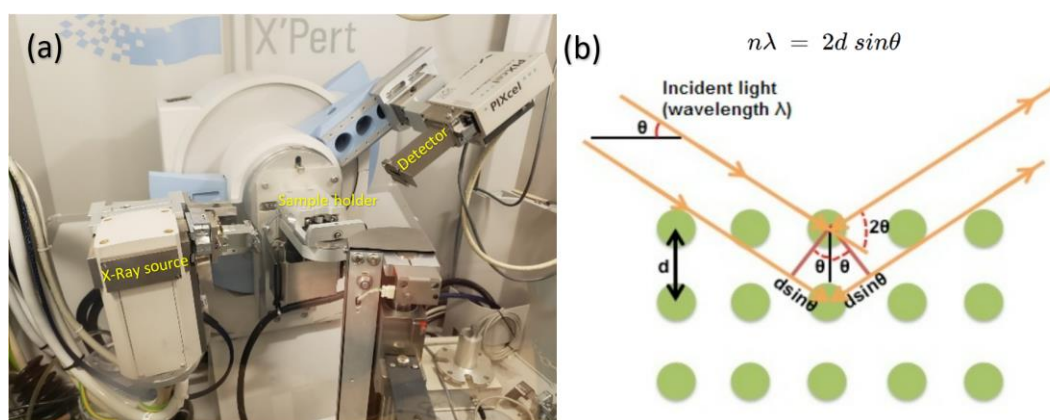 (a)
X'Pert
PIXcel
Detector
Sample holder
X-Ray source
(b)
nλ = 2d sinθ
Incident light
(wavelength λ)
θ
2θ
d
θ θ
dsinθ dsinθ